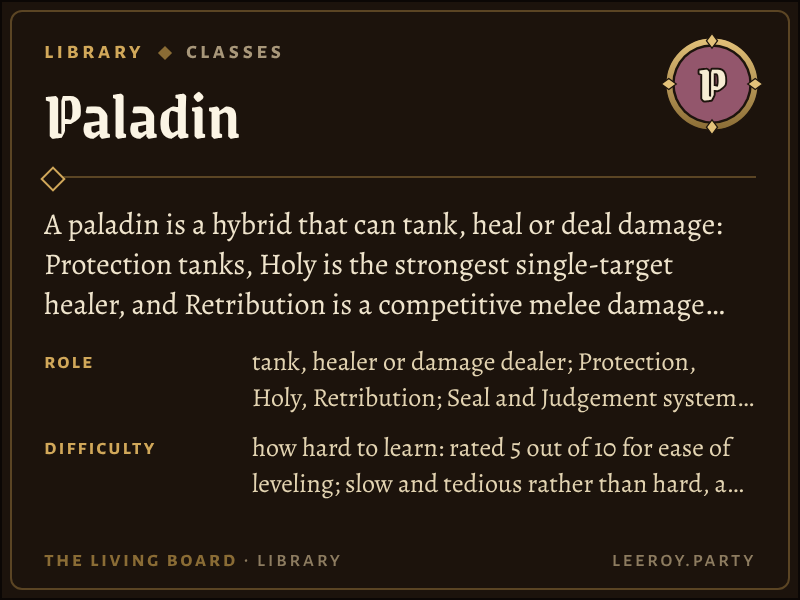 LIBRARY ◆ CLASSES
P
Paladin
A paladin is a hybrid that can tank, heal or deal damage:
Protection tanks, Holy is the strongest single-target
healer, and Retribution is a competitive melee damage…
ROLE
tank, healer or damage dealer; Protection,
Holy, Retribution; Seal and Judgement system…
DIFFICULTY
how hard to learn: rated 5 out of 10 for ease of
leveling; slow and tedious rather than hard, a…
THE LIVING BOARD · LIBRARY
LEEROY.PARTY